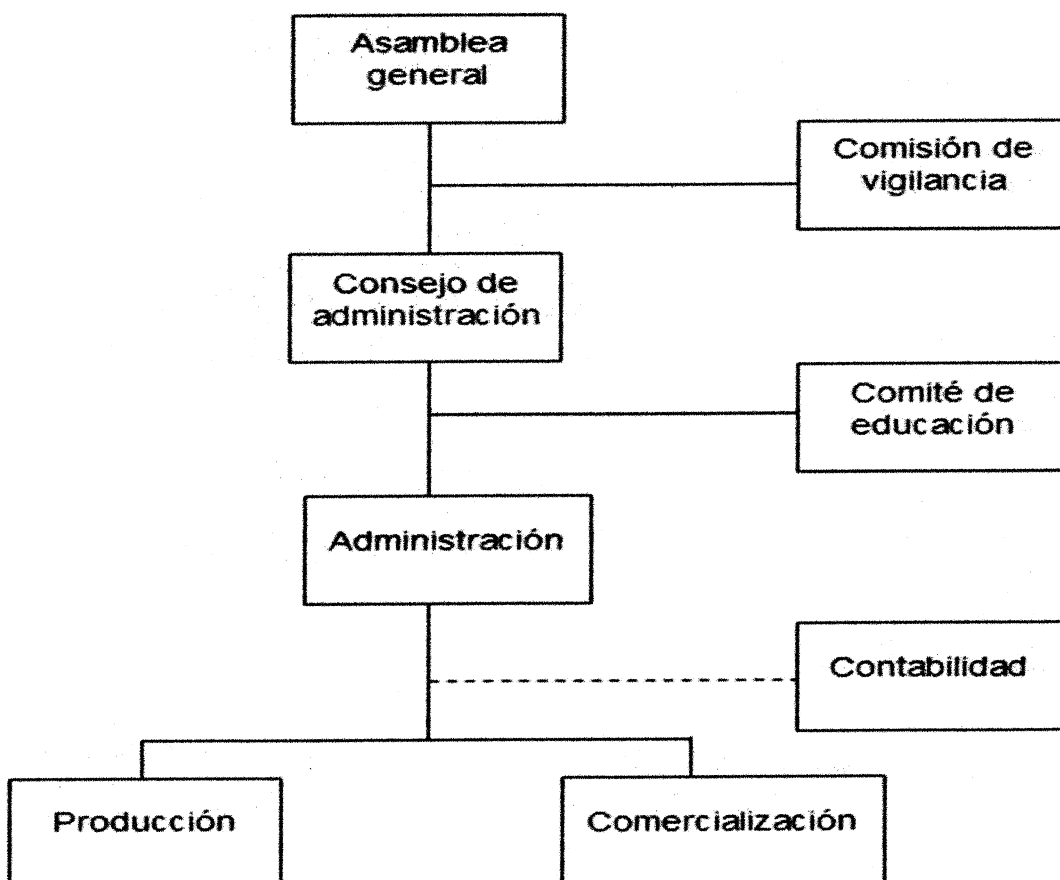 Asamblea
general
Comisión de
vigilancia
Consejo de
administración
Comité de
educación
Administración
Contabilidad
Producción
Comercialización